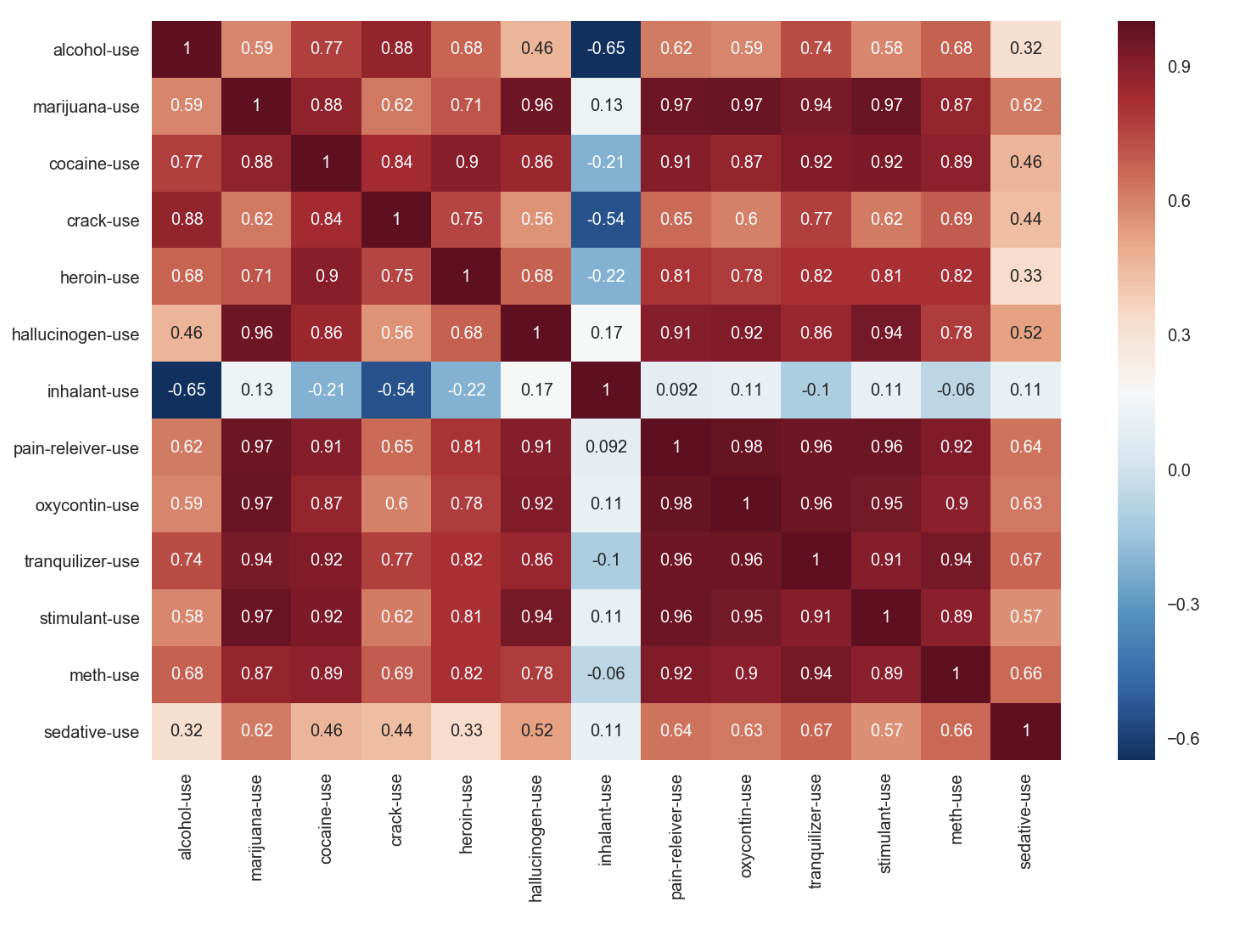 alcohol-use 1 0.59 0.77 0.88 0.68 0.46 -0.65 0.62 0.59 0.74 0.58 0.68 0.32
marijuana-use 0.59 1 0.88 0.62 0.71 0.96 0.13 0.97 0.97 0.94 0.97 0.87 0.62
cocaine-use 0.77 0.88 1 0.84 0.9 0.86 -0.21 0.91 0.87 0.92 0.92 0.89 0.46
crack-use 0.88 0.62 0.84 1 0.75 0.56 -0.54 0.65 0.6 0.77 0.62 0.69 0.44
heroin-use 0.68 0.71 0.9 0.75 1 0.68 -0.22 0.81 0.78 0.82 0.81 0.82 0.33
hallucinogen-use 0.46 0.96 0.86 0.56 0.68 1 0.17 0.91 0.92 0.86 0.94 0.78 0.52
inhalant-use -0.65 0.13 -0.21 -0.54 -0.22 0.17 1 0.092 0.11 -0.1 0.11 -0.06 0.11
pain-releiver-use 0.62 0.97 0.91 0.65 0.81 0.91 0.092 1 0.98 0.96 0.96 0.92 0.64
oxycontin-use 0.59 0.97 0.87 0.6 0.78 0.92 0.11 0.98 1 0.96 0.95 0.9 0.63
tranquilizer-use 0.74 0.94 0.92 0.77 0.82 0.86 -0.1 0.96 0.96 1 0.91 0.94 0.67
stimulant-use 0.58 0.97 0.92 0.62 0.81 0.94 0.11 0.96 0.95 0.91 1 0.89 0.57
meth-use 0.68 0.87 0.89 0.69 0.82 0.78 -0.06 0.92 0.9 0.94 0.89 1 0.66
sedative-use 0.32 0.62 0.46 0.44 0.33 0.52 0.11 0.64 0.63 0.67 0.57 0.66 1
alcohol-use
marijuana-use
cocaine-use
crack-use
heroin-use
hallucinogen-use
inhalant-use
pain-releiver-use
oxycontin-use
tranquilizer-use
stimulant-use
meth-use
sedative-use
0.9
0.6
0.3
0.0
−0.3
−0.6